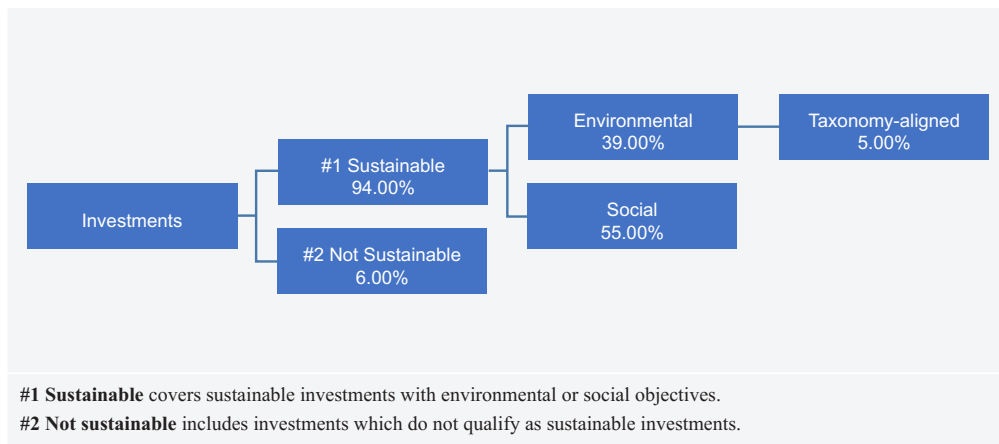 Investments
#1 Sustainable
94.00%
#2 Not Sustainable
6.00%
Environmental
39.00%
Social
55.00%
Taxonomy-aligned
5.00%
#1 Sustainable covers sustainable investments with environmental or social objectives.
#2 Not sustainable includes investments which do not qualify as sustainable investments.